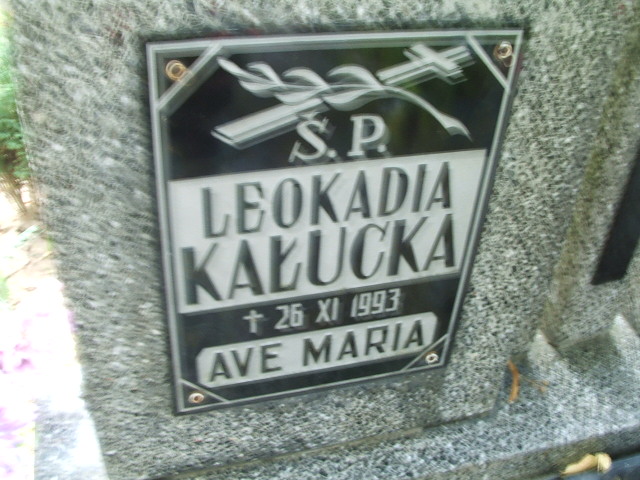 Ś. P.
LEOKADIA
KAŁUCKA
† 26 XI 1993
AVE MARIA